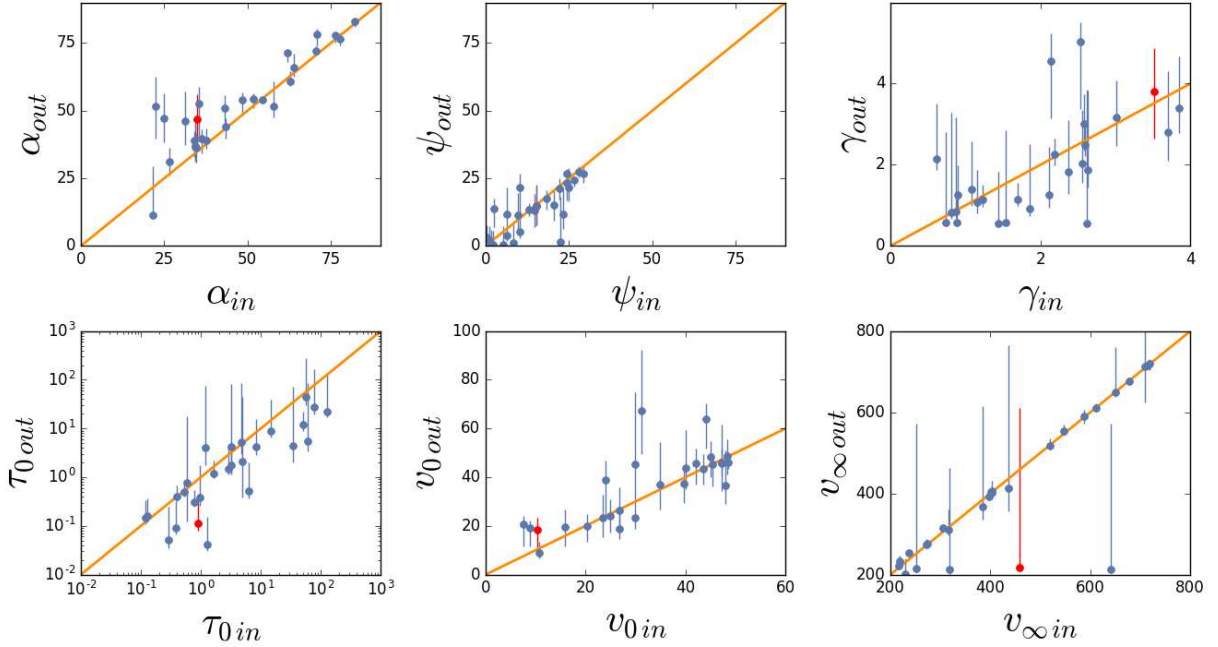 75
50
25
0
0 25 50 75
α_out
α_in
75
50
25
0
0 25 50 75
ψ_out
ψ_in
4
2
0
0 2 4
γ_out
γ_in
10^3
10^2
10^1
10^0
10^-1
10^-2
10^-2 10^-1 10^0 10^1 10^2 10^3
τ_0 out
τ_0 in
100
80
60
40
20
0
0 20 40 60
v_0 out
v_0 in
800
600
400
200
200 400 600 800
v_∞ out
v_∞ in